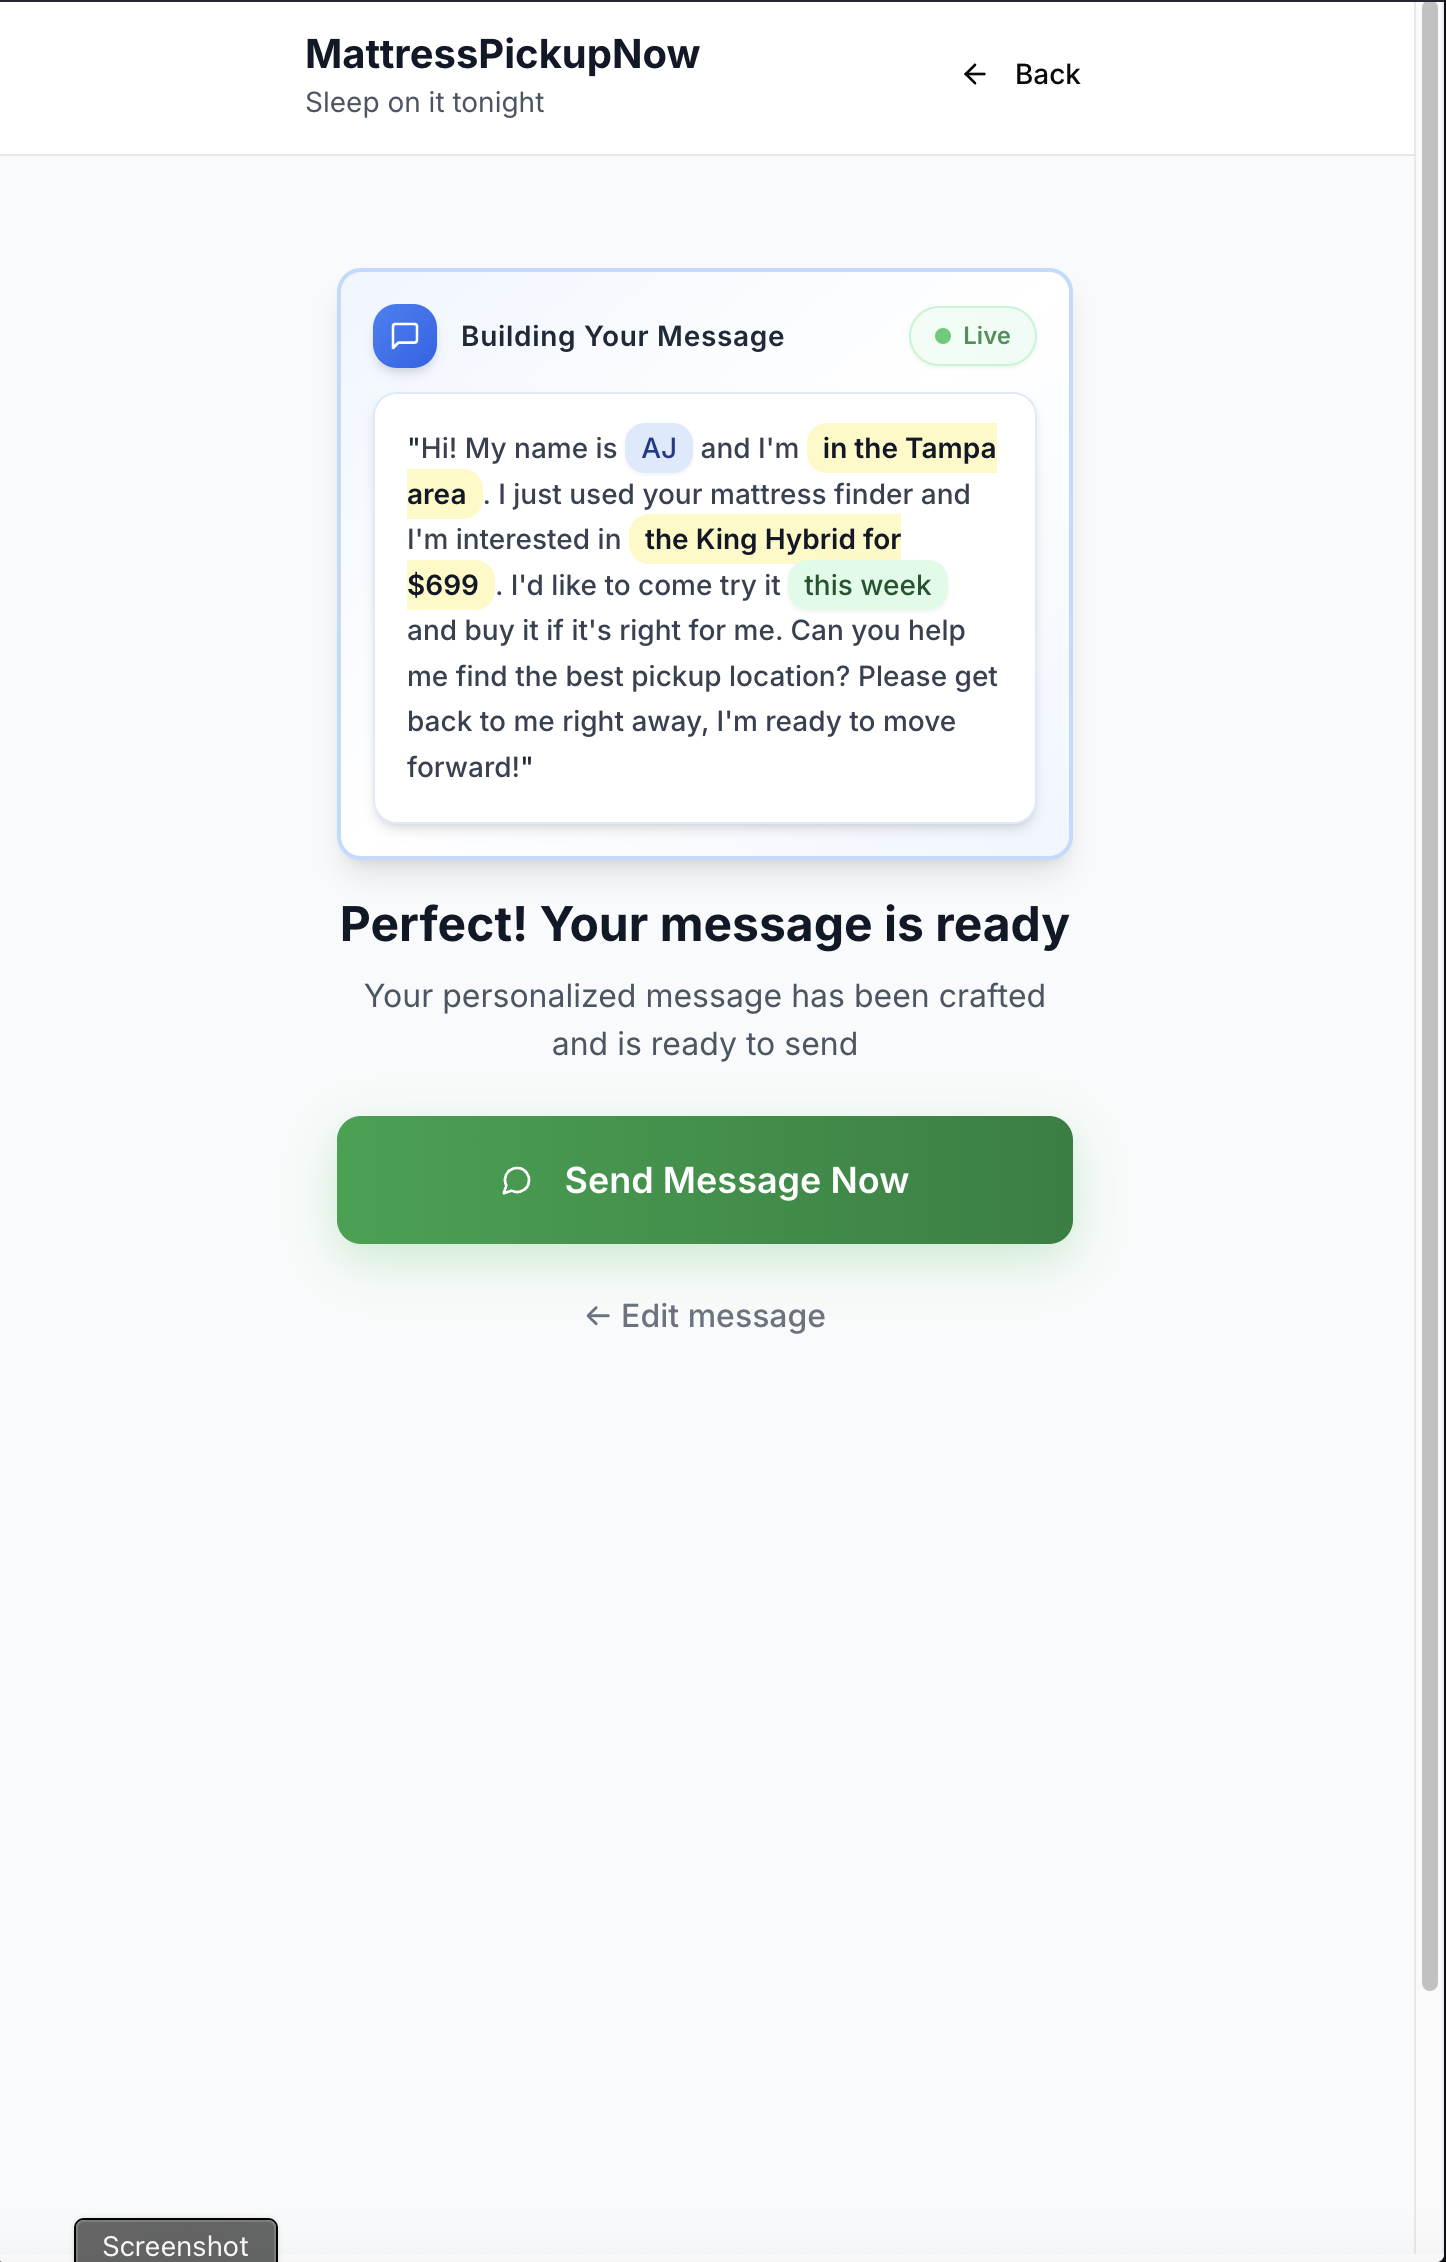 MattressPickupNow
Sleep on it tonight
← Back
Building Your Message
Live
"Hi! My name is AJ and I'm in the Tampa
area . I just used your mattress finder and
I'm interested in the King Hybrid for
$699 . I'd like to come try it this week
and buy it if it's right for me. Can you help
me find the best pickup location? Please get
back to me right away, I'm ready to move
forward!"
Perfect! Your message is ready
Your personalized message has been crafted
and is ready to send
Send Message Now
← Edit message
Screenshot